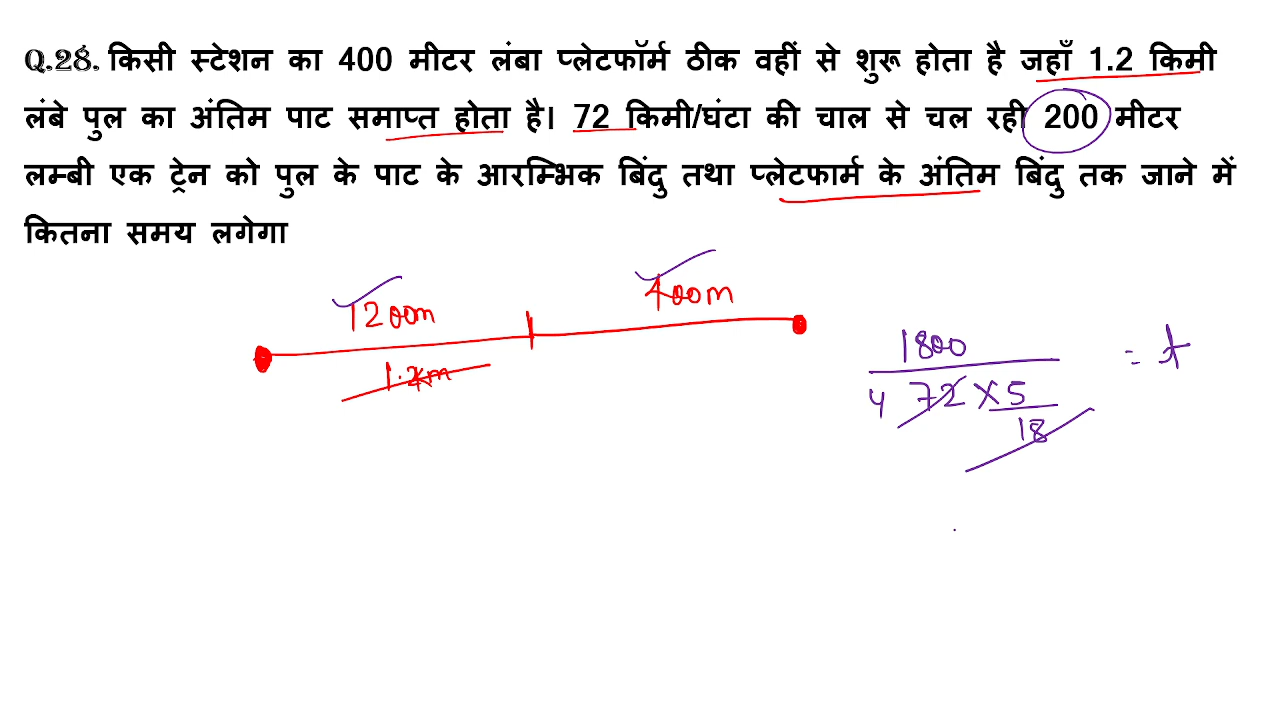 Q.28. किसी स्टेशन का 400 मीटर लंबा प्लेटफॉर्म ठीक वहीं से शुरू होता है जहाँ 1.2 किमी
लंबे पुल का अंतिम पाट समाप्त होता है। 72 किमी/घंटा की चाल से चल रही 200 मीटर
लम्बी एक ट्रेन को पुल के पाट के आरम्भिक बिंदु तथा प्लेटफार्म के अंतिम बिंदु तक जाने में
कितना समय लगेगा
1200m 400m
1.2km
1800 = t
4 72 × 5
18